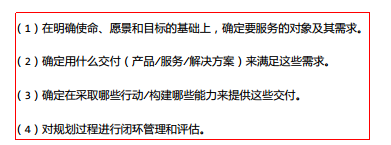 （1）在明确使命、愿景和目标的基础上，确定要服务的对象及其需求。
（2）确定用什么交付（产品/服务/解决方案）来满足这些需求。
（3）确定在采取哪些行动/构建哪些能力来提供这些交付。
（4）对规划过程进行闭环管理和评估。